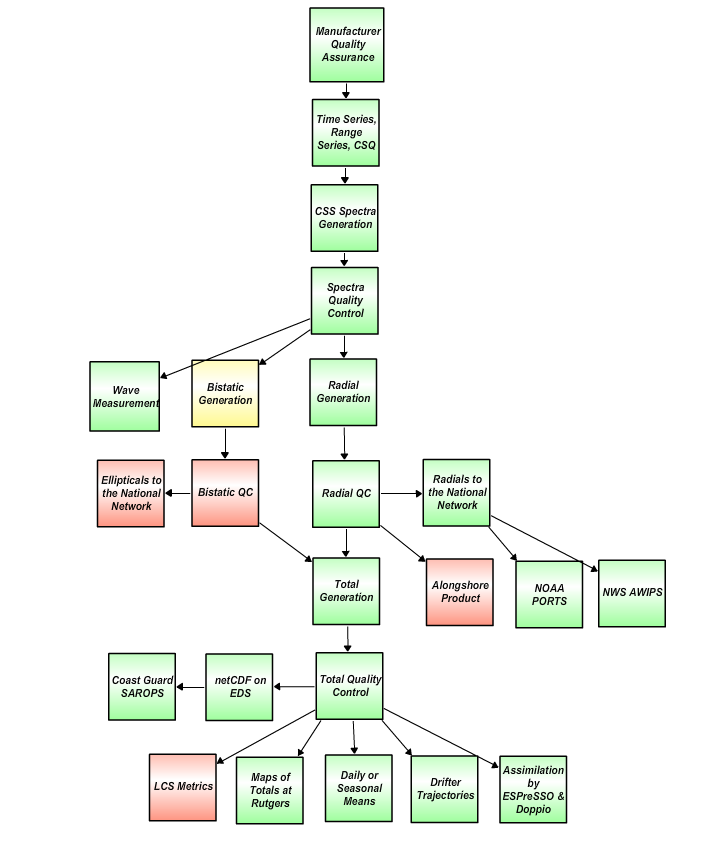 Manufacturer
Quality
Assurance
Time Series,
Range
Series, CSQ
CSS Spectra
Generation
Spectra
Quality
Control
Wave
Measurement
Bistatic
Generation
Radial
Generation
Ellipticals to
the National
Network
Bistatic QC
Radial QC
Radials to
the National
Network
Total
Generation
Alongshore
Product
NOAA
PORTS
NWS AWIPS
Coast Guard
SAROPS
netCDF on
EDS
Total Quality
Control
LCS Metrics
Maps of
Totals at
Rutgers
Daily or
Seasonal
Means
Drifter
Trajectories
Assimilation
by
ESPreSSO &
Doppio